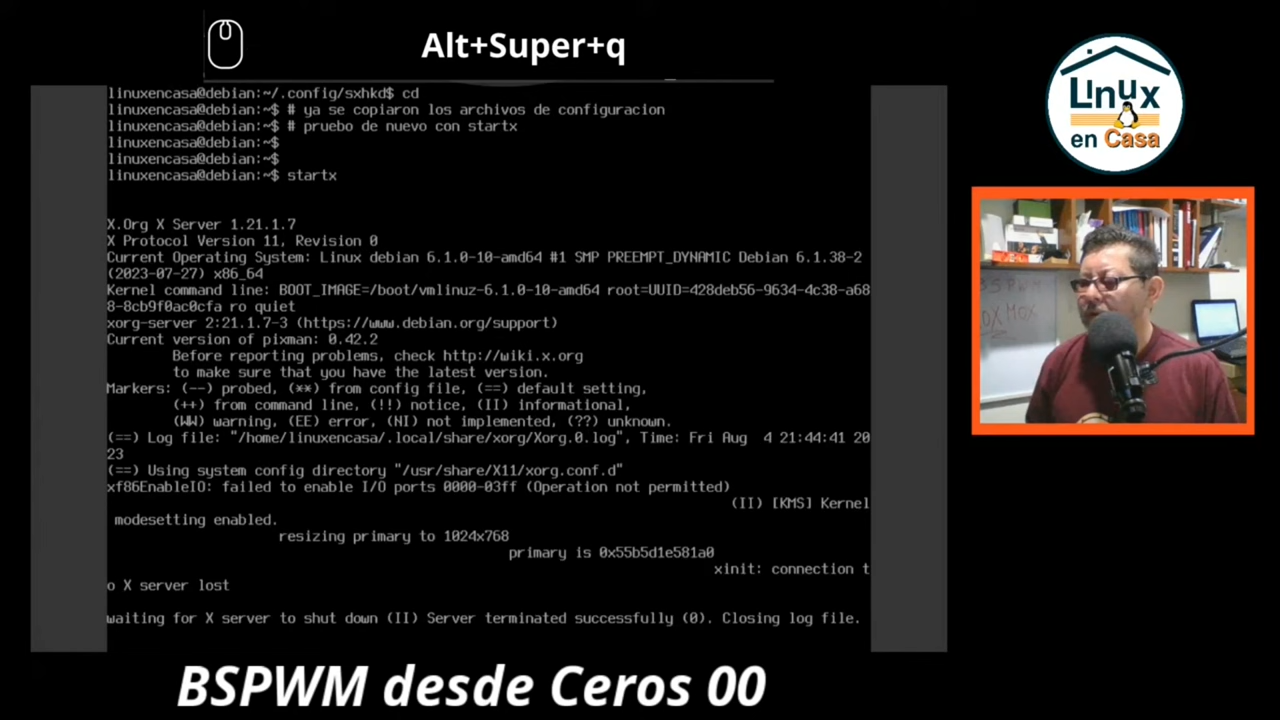 Alt+Super+q
Linux
en Casa
linuxencasa@debian:~/.config/sxhkd$ cd
linuxencasa@debian:~$ # ya se copiaron los archivos de configuracion
linuxencasa@debian:~$ # pruebo de nuevo con startx
linuxencasa@debian:~$
linuxencasa@debian:~$
linuxencasa@debian:~$ startx
X.Org X Server 1.21.1.7
X Protocol Version 11, Revision 0
Current Operating System: Linux debian 6.1.0-10-amd64 #1 SMP PREEMPT_DYNAMIC Debian 6.1.38-2
(2023-07-27) x86_64
Kernel command line: BOOT_IMAGE=/boot/vmlinuz-6.1.0-10-amd64 root=UUID=428deb56-9634-4c38-a68
8-8cb9f0ac0cfa ro quiet
xorg-server 2:21.1.7-3 (https://www.debian.org/support)
Current version of pixman: 0.42.2
Before reporting problems, check http://wiki.x.org
to make sure that you have the latest version.
Markers: (--) probed, (**) from config file, (==) default setting,
(++) from command line, (!!) notice, (II) informational,
(WW) warning, (EE) error, (NI) not implemented, (??) unknown.
(==) Log file: "/home/linuxencasa/.local/share/xorg/Xorg.0.log", Time: Fri Aug  4 21:44:41 20
23
(==) Using system config directory "/usr/share/X11/xorg.conf.d"
xf86EnableIO: failed to enable I/O ports 0000-03ff (Operation not permitted)
(II) [KMS] Kernel
modesetting enabled.
resizing primary to 1024x768
primary is 0x55b5d1e581a0
xinit: connection t
o X server lost
waiting for X server to shut down (II) Server terminated successfully (0). Closing log file.
BSPWM
BSPWM desde Ceros 00